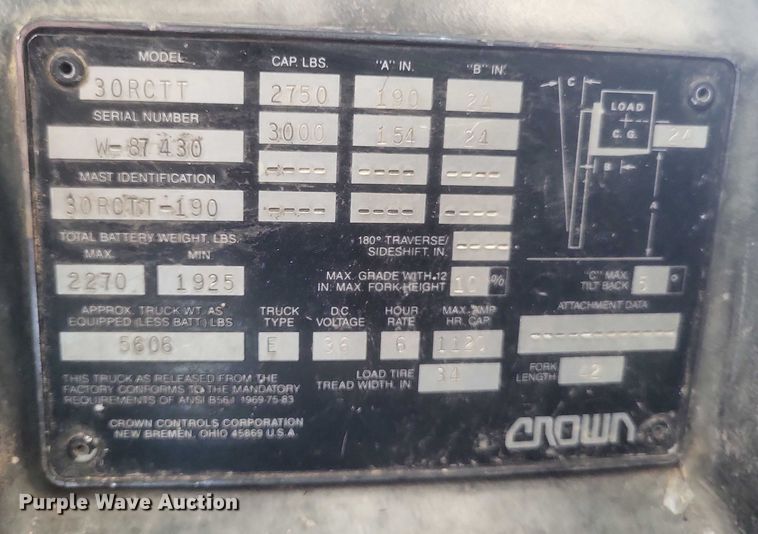 MODEL CAP. LBS. "A" IN. "B" IN.
30RCTT 2750 190 24
SERIAL NUMBER 3000 154 24
W-87430 ---- ---- ----
MAST IDENTIFICATION
30RCTT-190 ---- ---- ----
TOTAL BATTERY WEIGHT, LBS.
MAX. MIN.
2270 1925
180° TRAVERSE/
SIDESHIFT, IN. ----
MAX. GRADE WITH 12
IN. MAX. FORK HEIGHT 10 %
C
LOAD
C. G. 24
B
A
"C" MAX.
TILT BACK °
APPROX. TRUCK WT. AS
EQUIPPED (LESS BATT.) LBS
5606
TRUCK
TYPE
E
D.C.
VOLTAGE
36
HOUR
RATE
6
MAX. AMP
HR. CAP.
ATTACHMENT DATA
-----------
LOAD TIRE
TREAD WIDTH, IN. 34
FORK
LENGTH 42
THIS TRUCK AS RELEASED FROM THE
FACTORY CONFORMS TO THE MANDATORY
REQUIREMENTS OF ANSI B56.1 1969-75-83
CROWN CONTROLS CORPORATION
NEW BREMEN, OHIO 45869 U.S.A.
CROWN
Purple Wave Auction